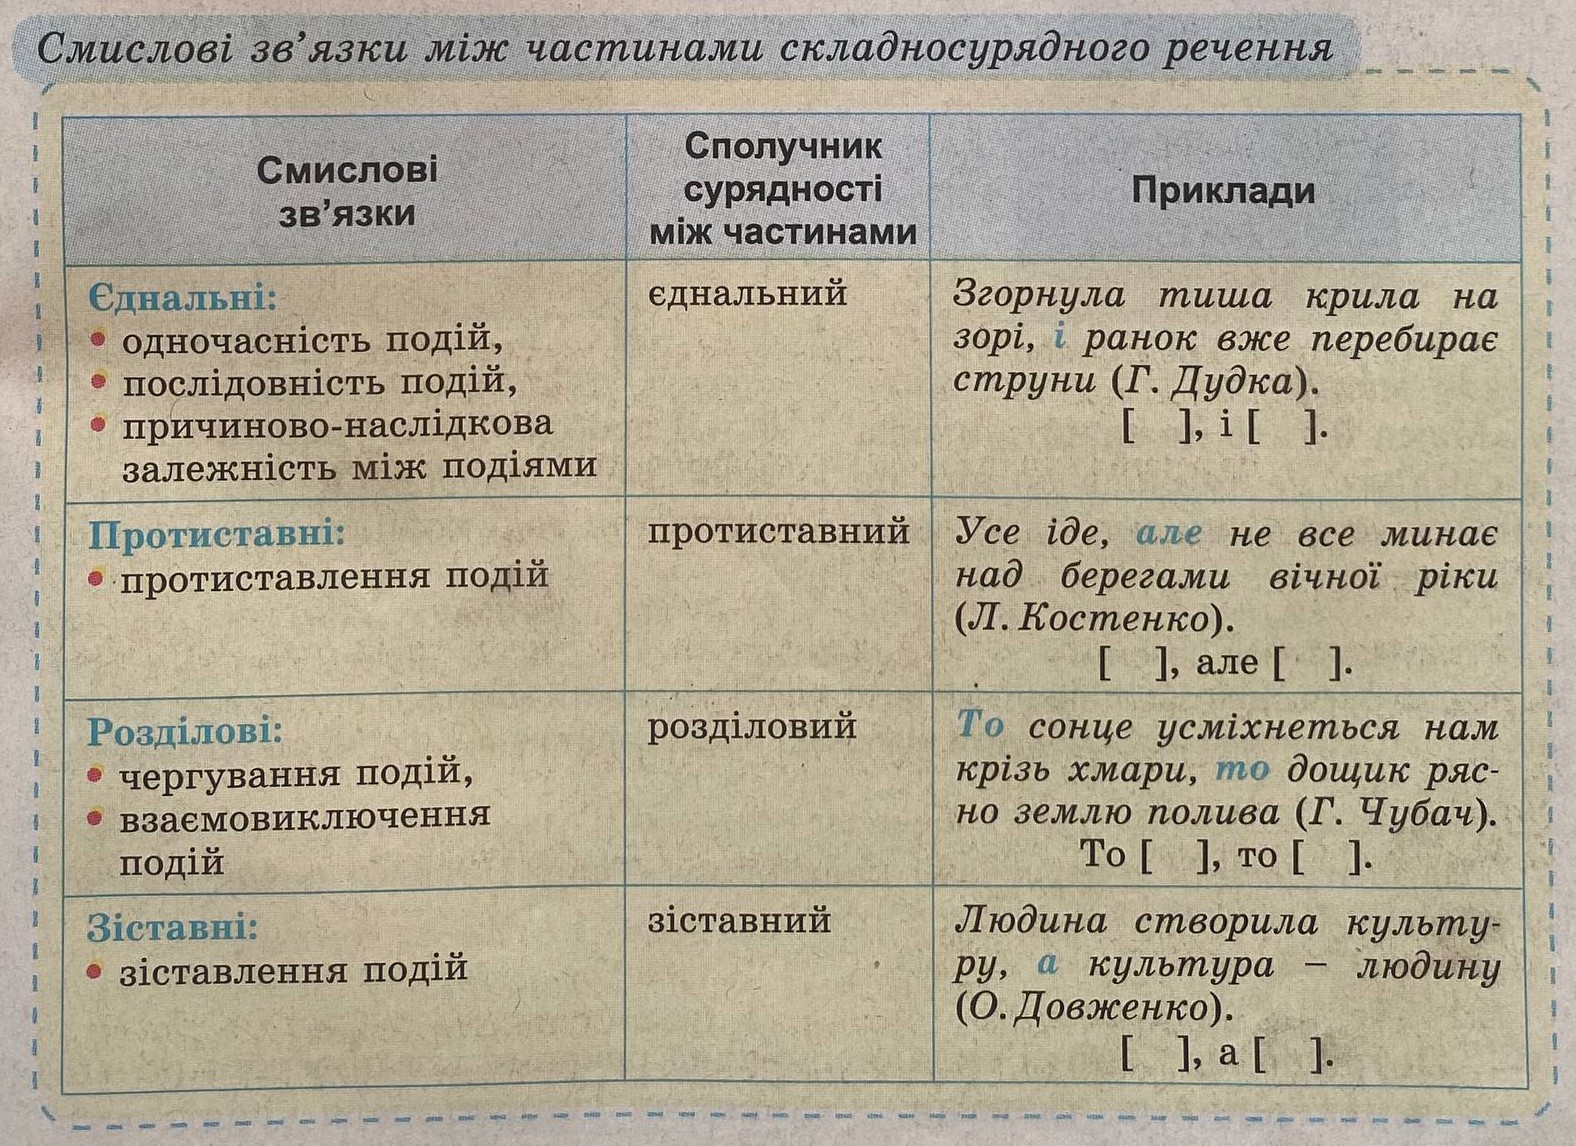 Смислові зв’язки між частинами складносурядного речення
Смислові
зв’язки
Сполучник
сурядності
між частинами
Приклади
Єднальні:
• одночасність подій,
• послідовність подій,
• причиново-наслідкова
залежність між подіями
єднальний
Згорнула тиша крила на
зорі, і ранок вже перебирає
струни (Г. Дудка).
[ ], і [ ].
Протиставні:
• протиставлення подій
протиставний
Усе іде, але не все минає
над берегами вічної ріки
(Л. Костенко).
[ ], але [ ].
Розділові:
• чергування подій,
• взаємовиключення
подій
розділовий
То сонце усміхнеться нам
крізь хмари, то дощик ряс-
но землю полива (Г. Чубач).
То [ ], то [ ].
Зіставні:
• зіставлення подій
зіставний
Людина створила культу-
ру, а культура – людину
(О. Довженко).
[ ], а [ ].